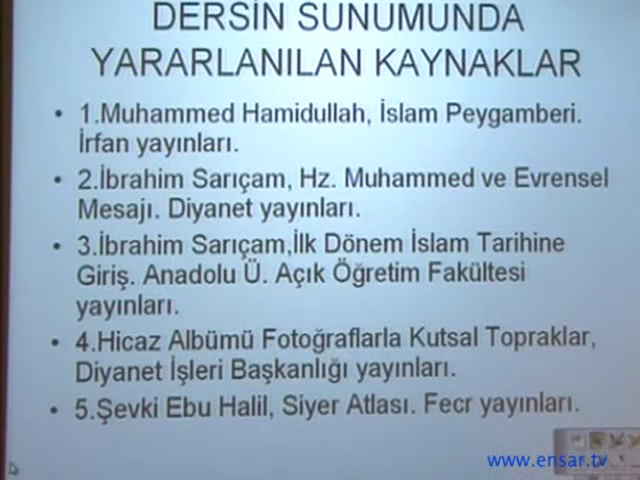 DERSİN SUNUMUNDA
YARARLANILAN KAYNAKLAR
• 1.Muhammed Hamidullah, İslam Peygamberi.
İrfan yayınları.
• 2.İbrahim Sarıçam, Hz. Muhammed ve Evrensel
Mesajı. Diyanet yayınları.
• 3.İbrahim Sarıçam,İlk Dönem İslam Tarihine
Giriş. Anadolu Ü. Açık Öğretim Fakültesi
yayınları.
• 4.Hicaz Albümü Fotoğraflarla Kutsal Topraklar,
Diyanet İşleri Başkanlığı yayınları.
• 5.Şevki Ebu Halil, Siyer Atlası. Fecr yayınları.
www.ensar.tv